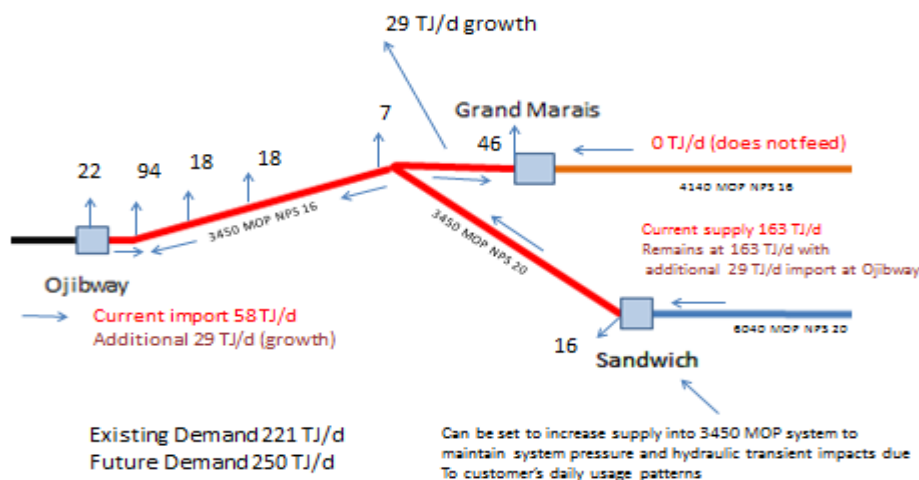 29 TJ/d growth
7
Grand Marais
46
0 TJ/d (does not feed)
22
94
18
18
4140 MOP NPS 16
3450 MOP NPS 16
3450 MOP NPS 20
Current supply 163 TJ/d
Remains at 163 TJ/d with
additional 29 TJ/d import at Ojibway
Ojibway
Current import 58 TJ/d
Additional 29 TJ/d (growth)
6040 MOP NPS 20
16
Sandwich
Existing Demand 221 TJ/d
Future Demand 250 TJ/d
Can be set to increase supply into 3450 MOP system to
maintain system pressure and hydraulic transient impacts due
To customer's daily usage patterns